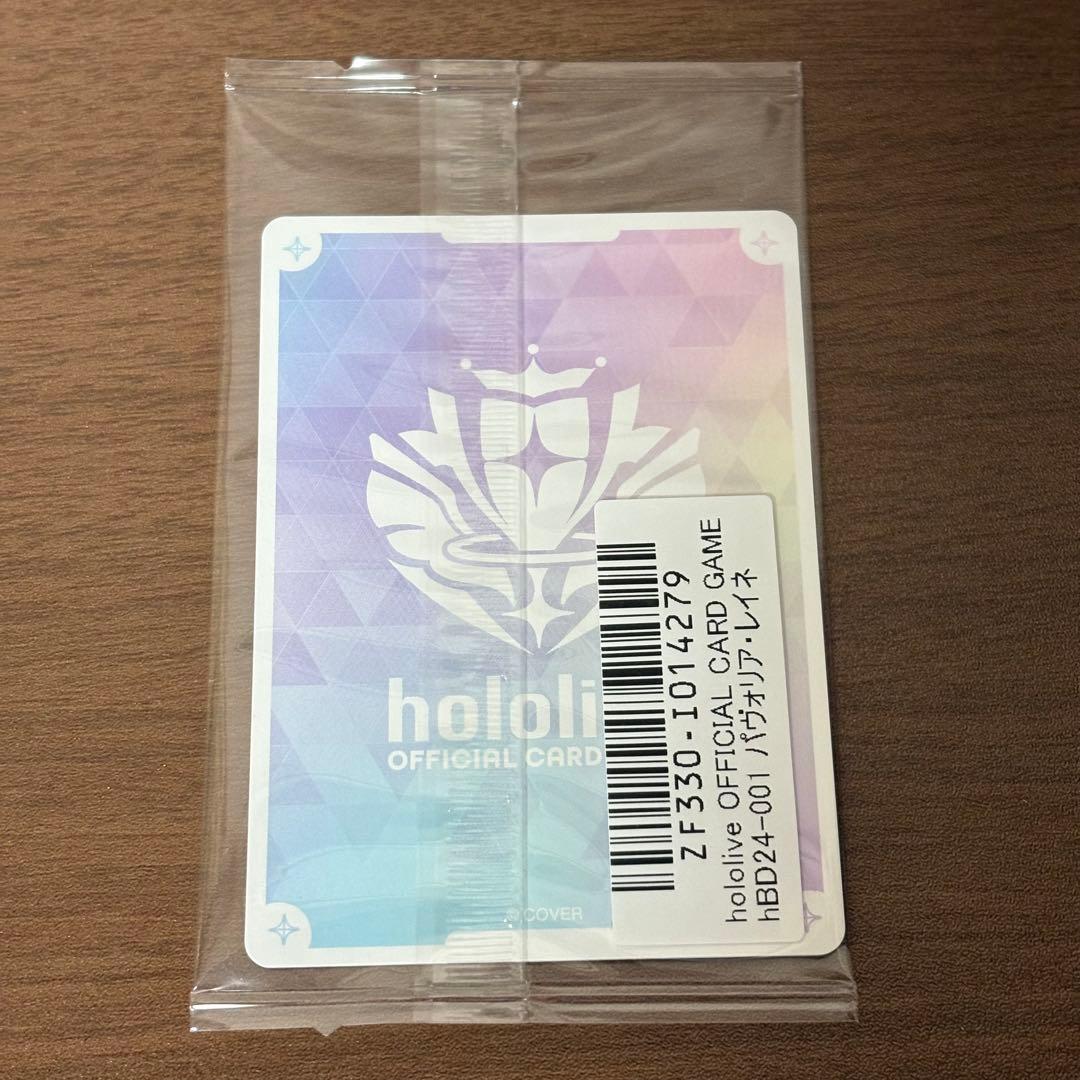 hololi
OFFICIAL CARD
© COVER
ZF330-I014279
hololive OFFICIAL CARD GAME
hBD24-001 パヴォリア・レイネ